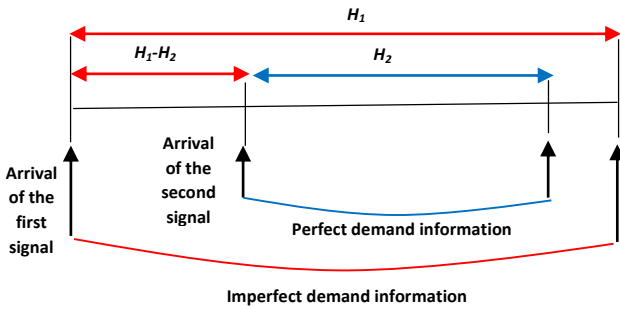 H₁
H₁-H₂
H₂
Arrival
of the first
signal
Arrival
of the
second
signal
Perfect demand information
Imperfect demand information